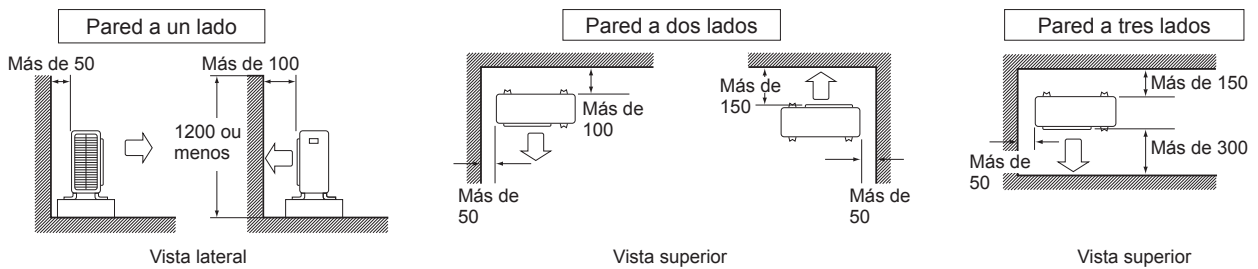 Pared a un lado
Más de 50
Más de 100
1200 ou
menos
Vista lateral
Pared a dos lados
Más de
100
Más de
50
Más de
150
Más de
50
Vista superior
Pared a tres lados
Más de 150
Más de 300
Más de
50
Vista superior